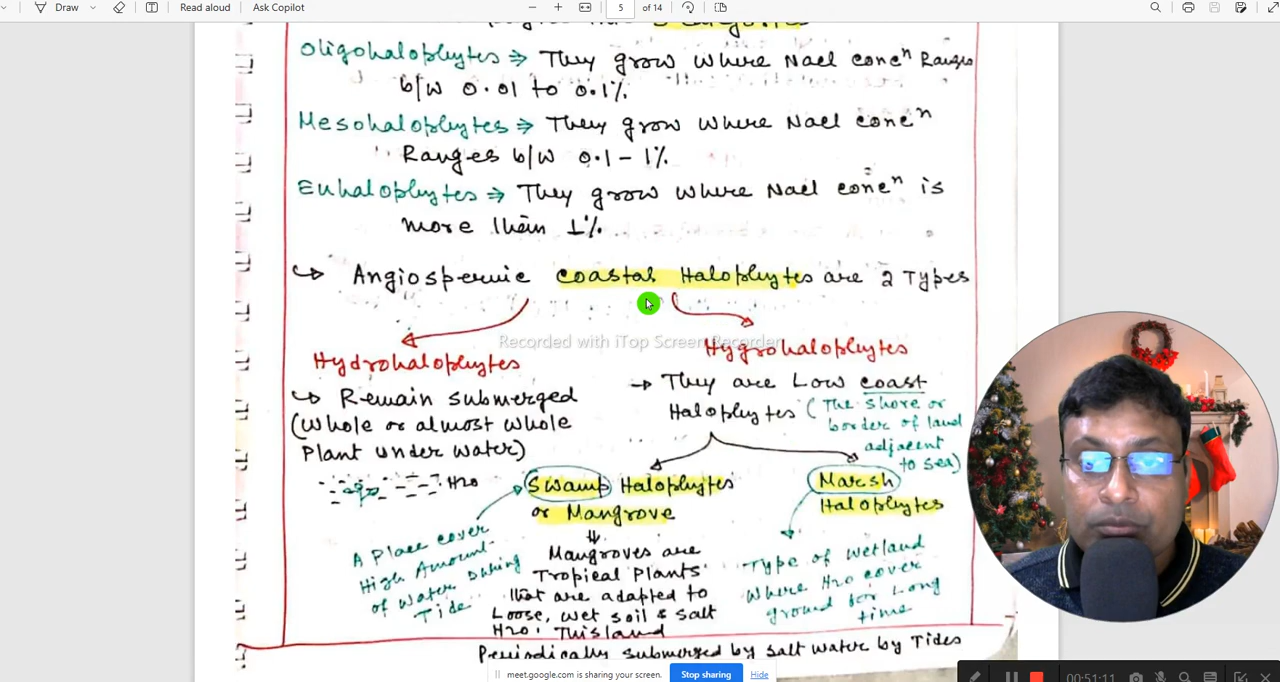 Draw
Read aloud
Ask Copilot
5 of 14
Oligohalophytes ⇒ They grow where Nacl concⁿ Ranges
b/w 0.01 to 0.1%.
Mesohalophytes ⇒ They grow where Nacl concⁿ
Ranges b/w 0.1 - 1%
Euhalophytes ⇒ They grow where Nacl concⁿ is
more than 1%.
↪ Angiospermic coastal Halophytes are 2 Types
Recorded with iTop Screen Recorder
Hydrohalophytes
↪ Remain submerged
(whole or almost whole
Plant under water)
H2O
Hygrohalophytes
→ They are Low coast
Halophytes (The shore or
border of land
adjacent
to sea)
Swamp Halophytes
or Mangrove
A Place cover
High Amount
of water during
Tide
⇓
Mangroves are
Tropical Plants
that are adapted to
Loose, wet soil & salt
H2O. This land
Periodically submerged by salt water by Tides
Marsh
Halophytes
Type of wetland
where H2O cover
ground for Long
time
meet.google.com is sharing your screen.
Stop sharing
Hide
00:51:11